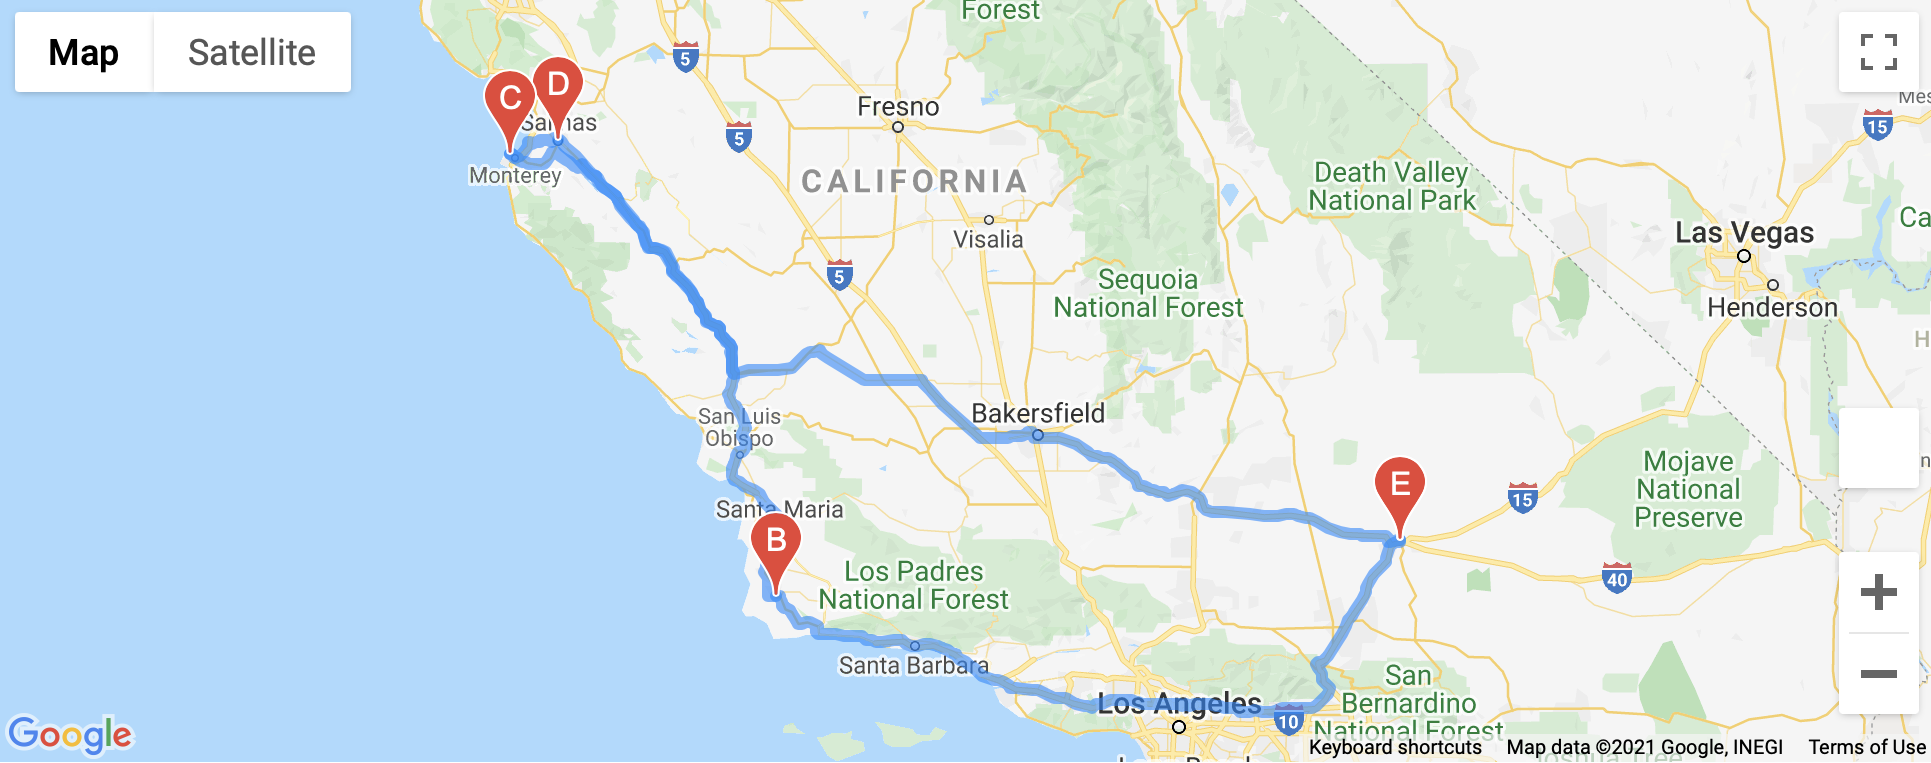 Forest
Map
Satellite
5
C
D
Fresno
15
5
Monterey
CALIFORNIA
Death Valley
National Park
Ca
Visalia
Las Vegas
5
Sequoia
National Forest
Henderson
H
San Luis
Obispo
Bakersfield
Mojave
National
Preserve
E
15
Santa Maria
B
Los Padres
National Forest
40
Santa Barbara
Los Angeles
10
San
Bernardino
National Forest
Google
Keyboard shortcuts
Map data ©2021 Google, INEGI
Terms of Use